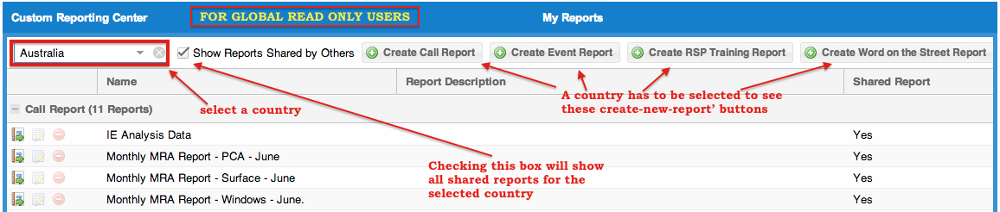 Custom Reporting Center FOR GLOBAL READ ONLY USERS My Reports
Australia Show Reports Shared by Others Create Call Report Create Event Report Create RSP Training Report Create Word on the Street Report
Name Report Description Shared Report
A country has to be selected to see
these create-new-report’ buttons
select a country
Call Report (11 Reports)
IE Analysis Data Yes
Monthly MRA Report - PCA - June Yes
Checking this box will show
all shared reports for the
selected country
Monthly MRA Report - Surface - June Yes
Monthly MRA Report - Windows - June. Yes